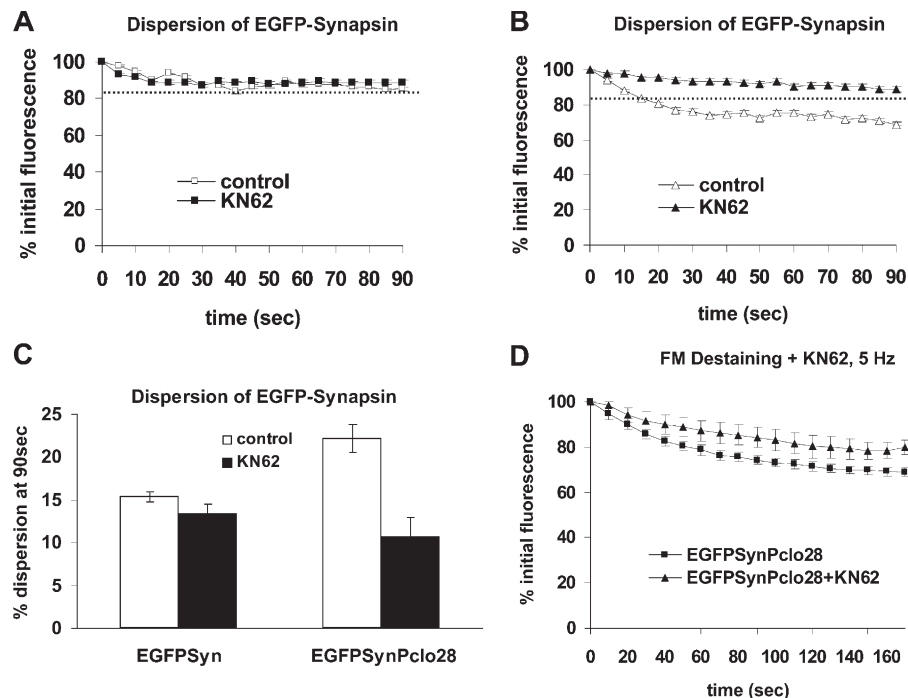 A
Dispersion of EGFP-Synapsin
% initial fluorescence
100
80
60
40
20
0
control
KN62
0 10 20 30 40 50 60 70 80 90
time (sec)
B
Dispersion of EGFP-Synapsin
% initial fluorescence
100
80
60
40
20
0
control
KN62
0 10 20 30 40 50 60 70 80 90
time (sec)
C
Dispersion of EGFP-Synapsin
% dispersion at 90sec
25
20
15
10
5
0
control
KN62
EGFPSyn EGFPSynPclo28
D
FM Destaining + KN62, 5 Hz
% initial fluorescence
100
80
60
40
20
0
EGFPSynPclo28
EGFPSynPclo28+KN62
0 20 40 60 80 100 120 140 160
time (sec)